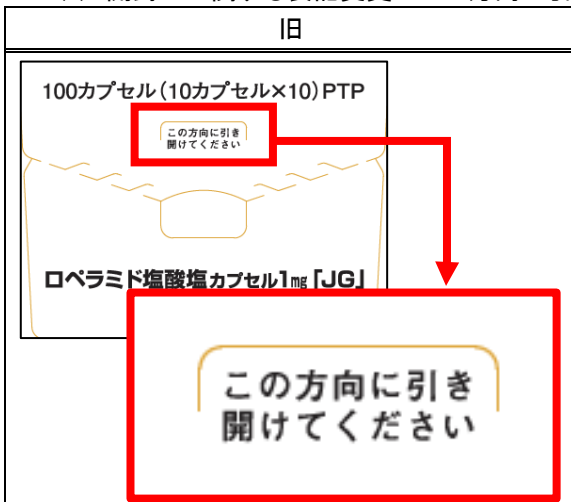 旧
100カプセル(10カプセル×10)PTP
この方向に引き
開けてください
ロペラミド塩酸塩カプセル1mg「JG」
この方向に引き
開けてください